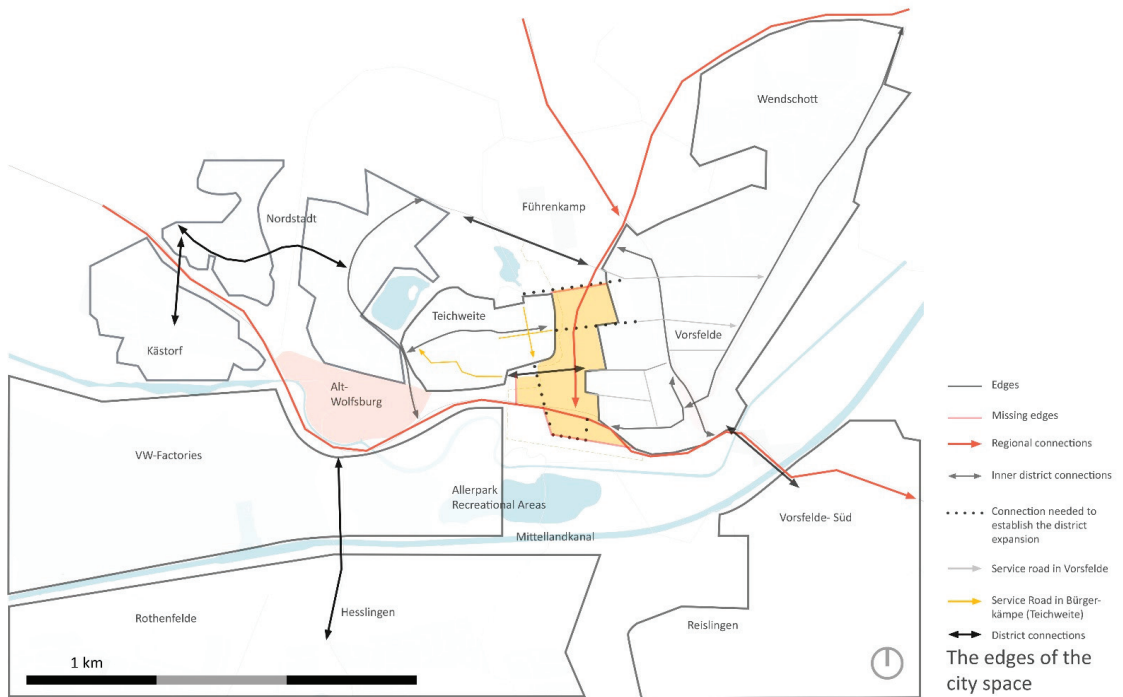 Wendschott
Führenkamp
Nordstadt
Teichweite
Vorsfelde
Kästorf
Alt-
Wolfsburg
VW-Factories
Allerpark
Recreational Areas
Mittellandkanal
Vorsfelde- Süd
Rothenfelde
Hesslingen
Reislingen
1 km
Edges
Missing edges
Regional connections
Inner district connections
Connection needed to
establish the district
expansion
Service road in Vorsfelde
Service Road in Bürger-
kämpe (Teichweite)
District connections
The edges of the
city space